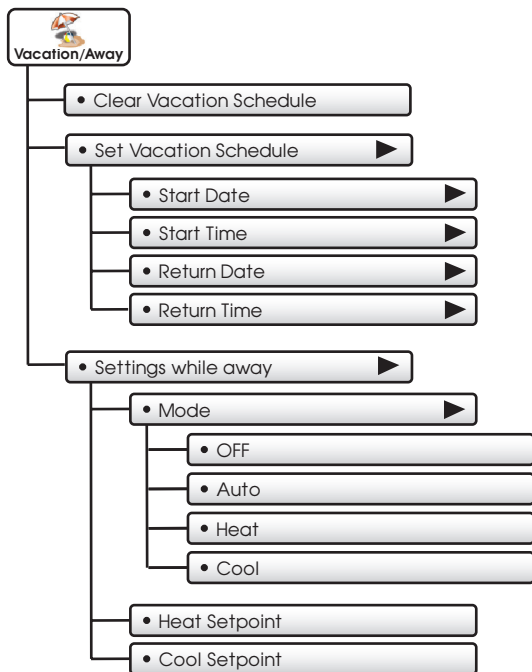 Vacation/Away
• Clear Vacation Schedule
• Set Vacation Schedule
• Start Date
• Start Time
• Return Date
• Return Time
• Settings while away
• Mode
• OFF
• Auto
• Heat
• Cool
• Heat Setpoint
• Cool Setpoint